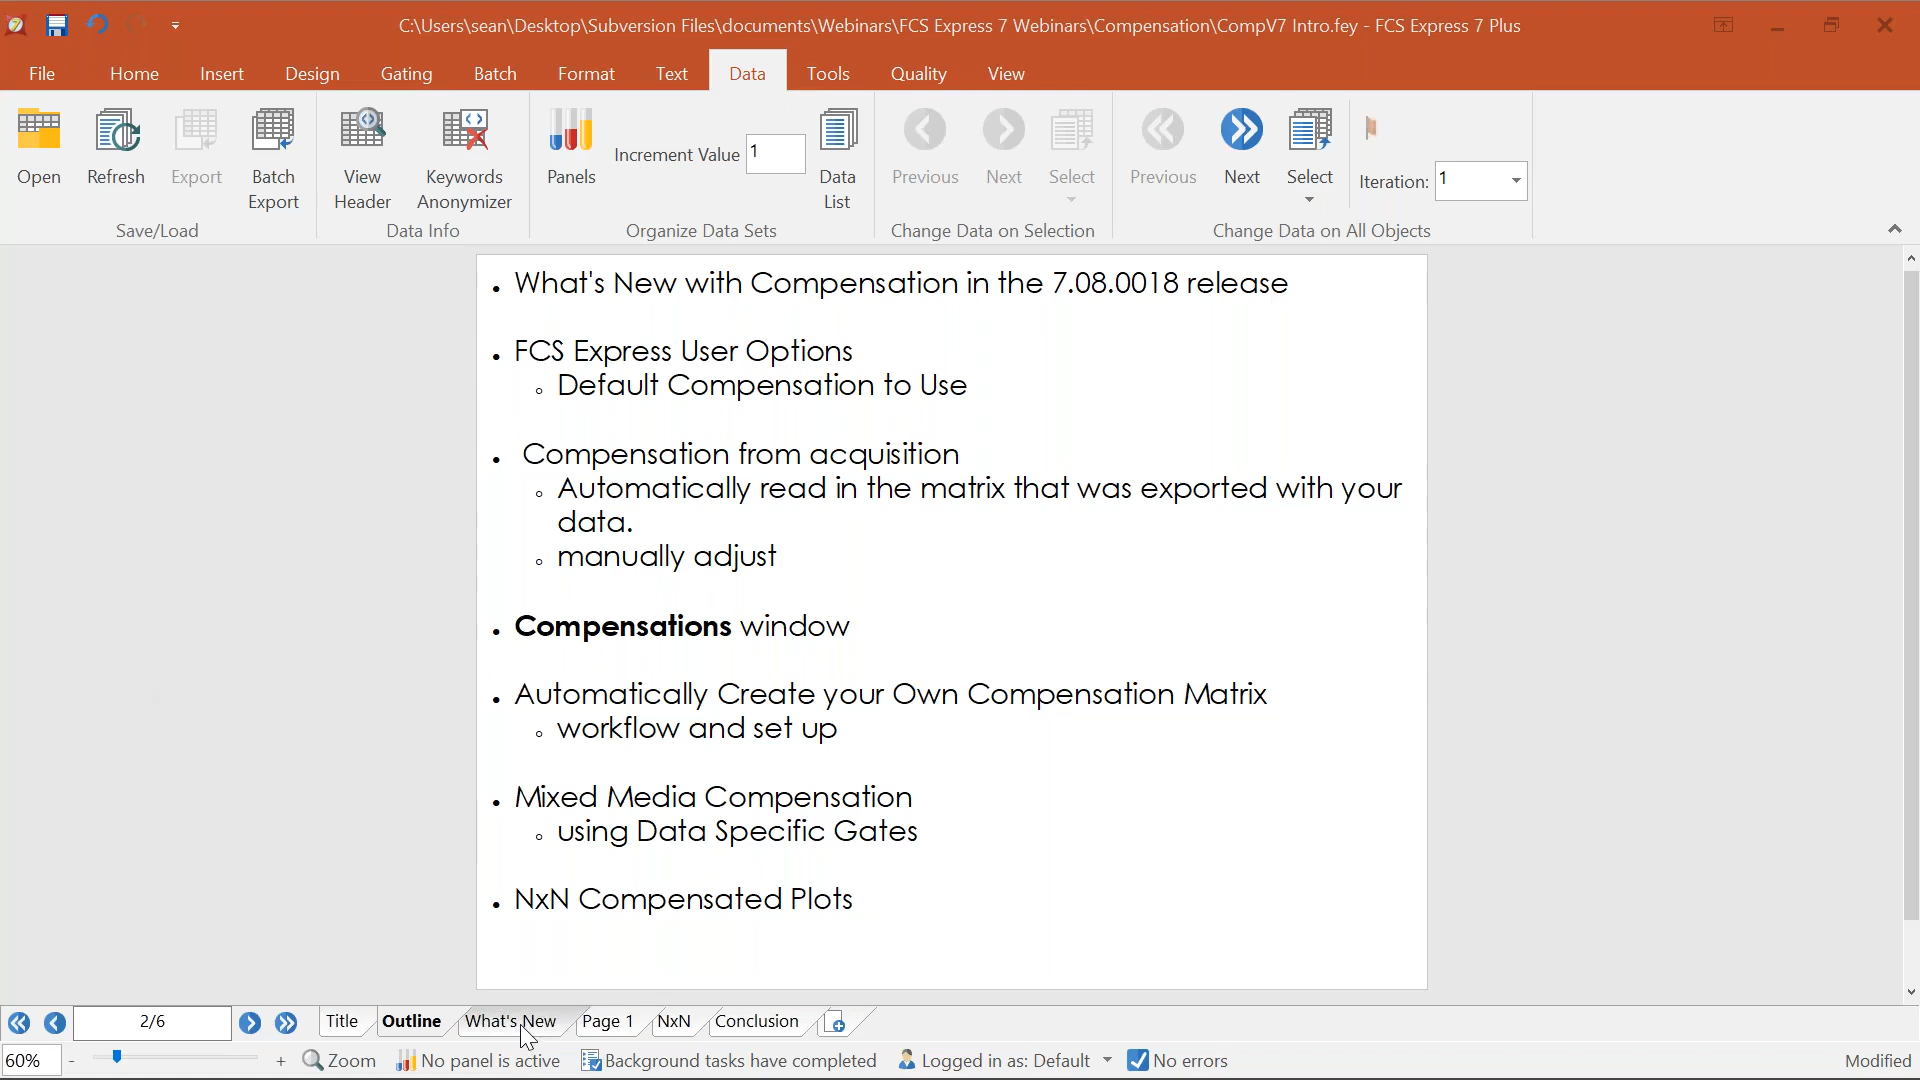 C:\Users\sean\Desktop\Subversion Files\documents\Webinars\FCS Express 7 Webinars\Compensation\CompV7 Intro.fey - FCS Express 7 Plus
File Home Insert Design Gating Batch Format Text Data Tools Quality View
Open Refresh Export Batch Export
Save/Load
View Header Keywords Anonymizer
Data Info
Panels Increment Value 1 Data List
Organize Data Sets
Previous Next Select
Change Data on Selection
Previous Next Select Iteration: 1
Change Data on All Objects
• What's New with Compensation in the 7.08.0018 release
• FCS Express User Options
◦ Default Compensation to Use
• Compensation from acquisition
◦ Automatically read in the matrix that was exported with your
data.
◦ manually adjust
• Compensations window
• Automatically Create your Own Compensation Matrix
◦ workflow and set up
• Mixed Media Compensation
◦ using Data Specific Gates
• NxN Compensated Plots
2/6 Title Outline What's New Page 1 NxN Conclusion
60% - + Zoom No panel is active Background tasks have completed Logged in as: Default No errors Modified